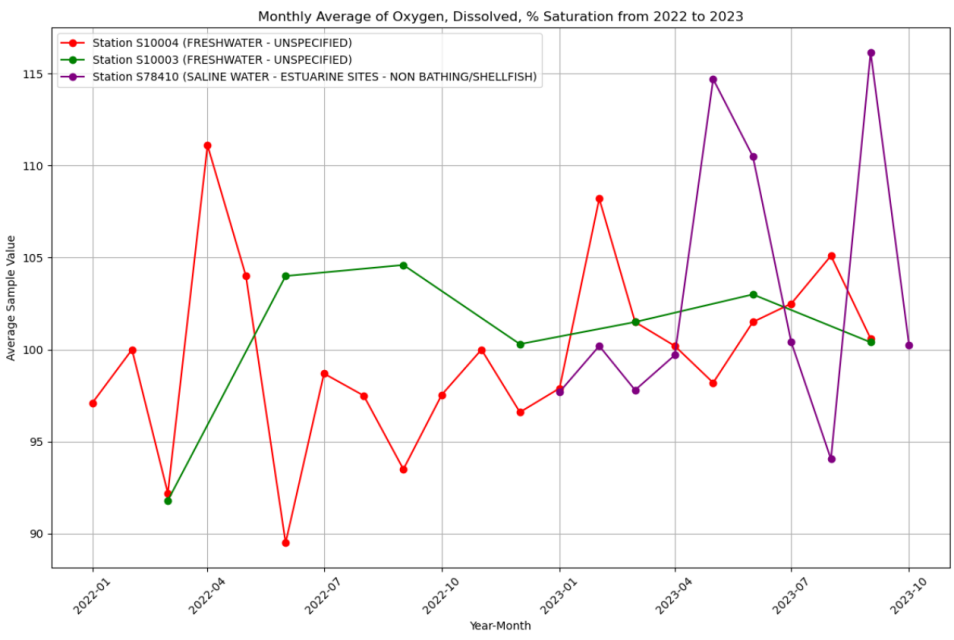 Monthly Average of Oxygen, Dissolved, % Saturation from 2022 to 2023
Station S10004 (FRESHWATER - UNSPECIFIED)
Station S10003 (FRESHWATER - UNSPECIFIED)
Station S78410 (SALINE WATER - ESTUARINE SITES - NON BATHING/SHELLFISH)
115
110
105
100
95
90
Average Sample Value
2022-01
2022-04
2022-07
2022-10
2023-01
2023-04
2023-07
2023-10
Year-Month